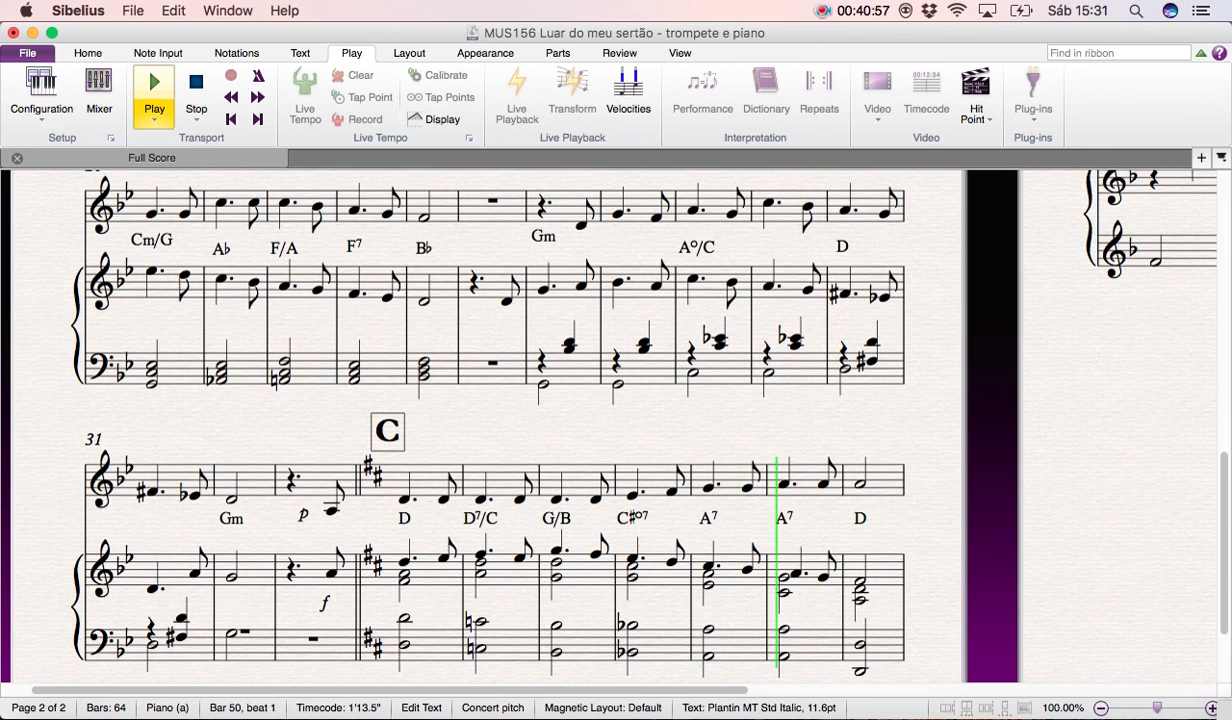 Sibelius File Edit Window Help 00:40:57 Sáb 15:31
MUS156 Luar do meu sertão - trompete e piano
File Home Note Input Notations Text Play Layout Appearance Parts Review View Find in ribbon
Configuration Mixer Play Stop Live Tempo Clear Tap Point Record Calibrate Tap Points Display Live Playback Transform Velocities Performance Dictionary Repeats Video Timecode Hit Point Plug-ins
Setup Transport Live Tempo Live Playback Interpretation Video Plug-ins
Full Score
Cm/G A♭ F/A F7 B♭ Gm Ao/C D
C
31
Gm p D D7/C G/B C#o7 A7 A7 D
f
Page 2 of 2 Bars: 64 Piano (a) Bar 50, beat 1 Timecode: 1'13.5" Edit Text Concert pitch Magnetic Layout: Default Text: Plantin MT Std Italic, 11.6pt 100.00%